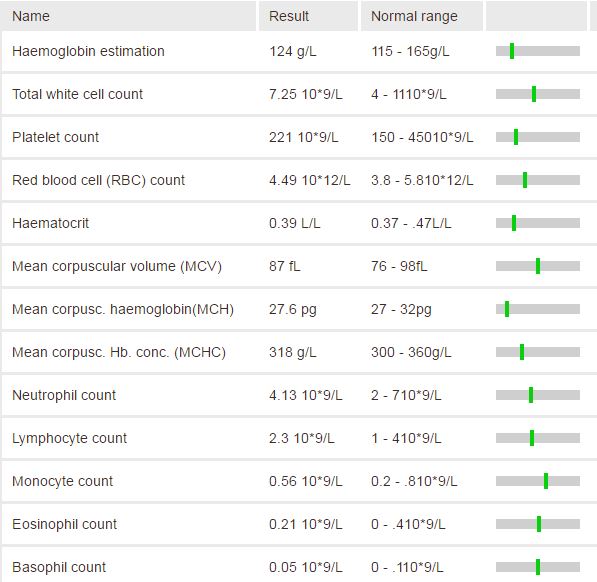 Name Result Normal range
Haemoglobin estimation 124 g/L 115 - 165g/L
Total white cell count 7.25 10*9/L 4 - 1110*9/L
Platelet count 221 10*9/L 150 - 45010*9/L
Red blood cell (RBC) count 4.49 10*12/L 3.8 - 5.810*12/L
Haematocrit 0.39 L/L 0.37 - .47L/L
Mean corpuscular volume (MCV) 87 fL 76 - 98fL
Mean corpusc. haemoglobin(MCH) 27.6 pg 27 - 32pg
Mean corpusc. Hb. conc. (MCHC) 318 g/L 300 - 360g/L
Neutrophil count 4.13 10*9/L 2 - 710*9/L
Lymphocyte count 2.3 10*9/L 1 - 410*9/L
Monocyte count 0.56 10*9/L 0.2 - .810*9/L
Eosinophil count 0.21 10*9/L 0 - .410*9/L
Basophil count 0.05 10*9/L 0 - .110*9/L